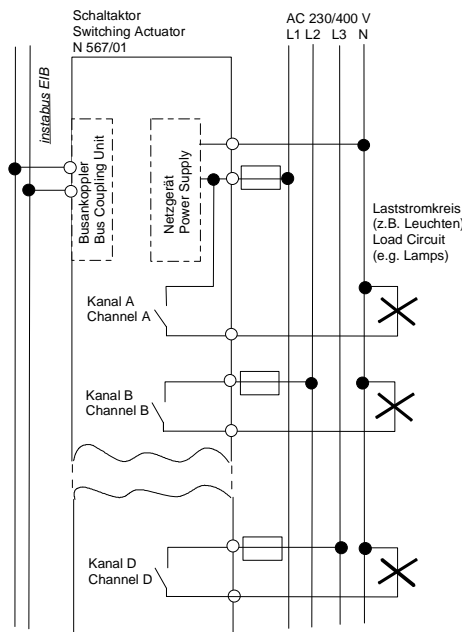 Schaltaktor
Switching Actuator
N 567/01
AC 230/400 V
L1 L2 L3 N
instabus EIB
Busankoppler
Bus Coupling Unit
Netzgerät
Power Supply
Laststromkreis
(z.B. Leuchten)
Load Circuit
(e.g. Lamps)
Kanal A
Channel A
Kanal B
Channel B
Kanal D
Channel D